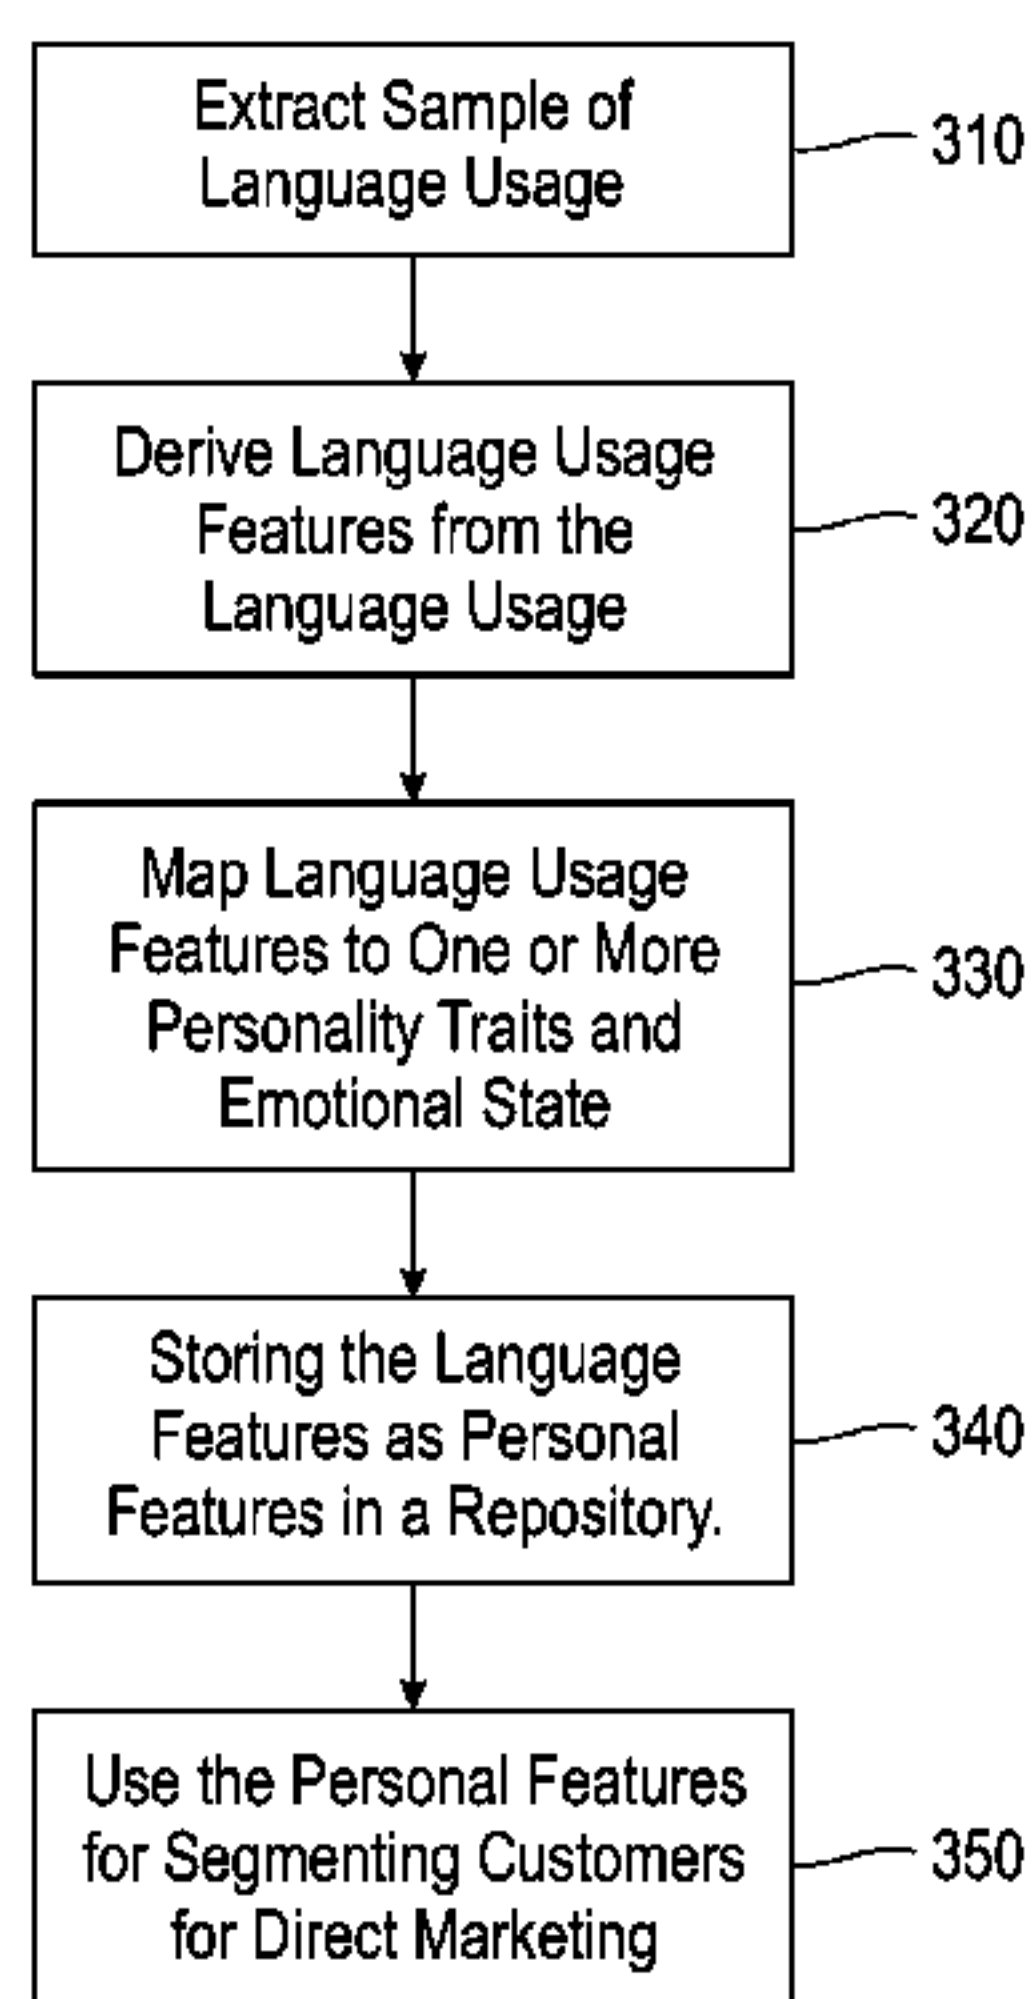 Extract Sample of
Language Usage
310
Derive Language Usage
Features from the
Language Usage
320
Map Language Usage
Features to One or More
Personality Traits and
Emotional State
330
Storing the Language
Features as Personal
Features in a Repository.
340
Use the Personal Features
for Segmenting Customers
for Direct Marketing
350